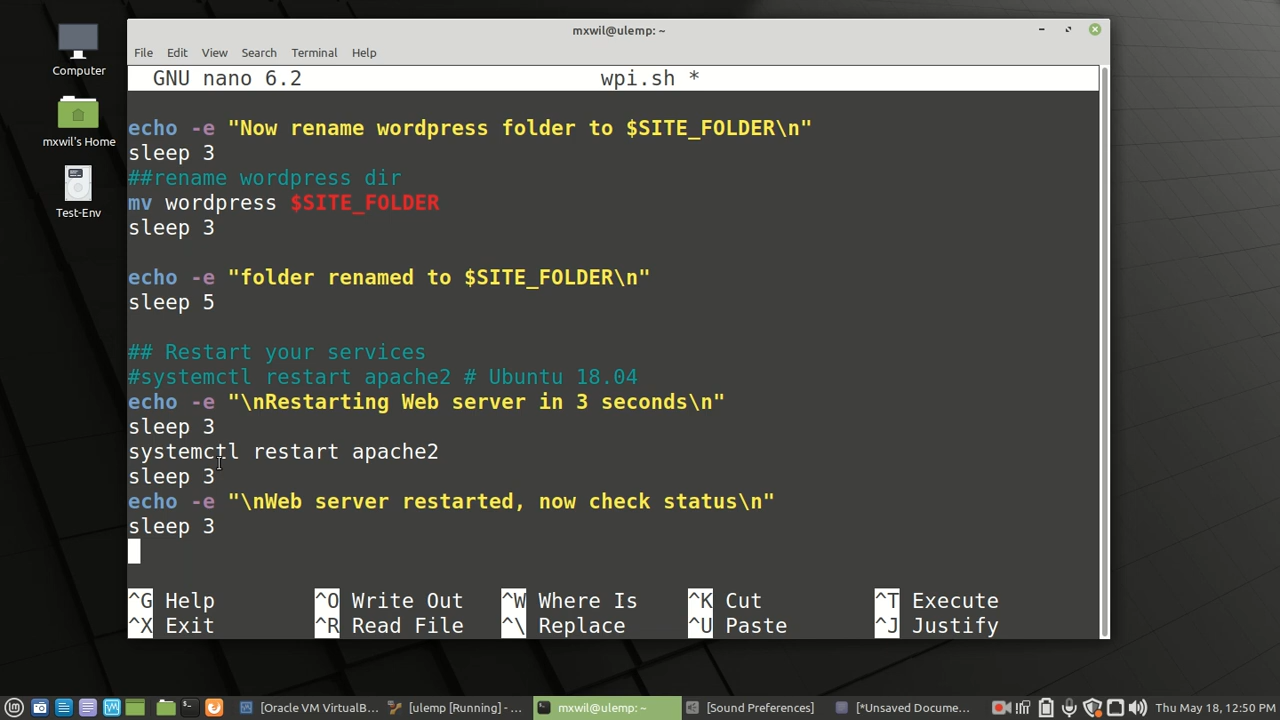 Computer
mxwil's Home
Test-Env
mxwil@ulemp: ~
File Edit View Search Terminal Help
GNU nano 6.2 wpi.sh *
echo -e "Now rename wordpress folder to $SITE_FOLDER\n"
sleep 3
##rename wordpress dir
mv wordpress $SITE_FOLDER
sleep 3
echo -e "folder renamed to $SITE_FOLDER\n"
sleep 5
## Restart your services
#systemctl restart apache2 # Ubuntu 18.04
echo -e "\nRestarting Web server in 3 seconds\n"
sleep 3
systemctl restart apache2
sleep 3
echo -e "\nWeb server restarted, now check status\n"
sleep 3
^G Help ^O Write Out ^W Where Is ^K Cut ^T Execute
^X Exit ^R Read File ^\ Replace ^U Paste ^J Justify
[Oracle VM VirtualB... [ulemp [Running] - ... mxwil@ulemp: ~ [Sound Preferences] [*Unsaved Docume... Thu May 18, 12:50 PM